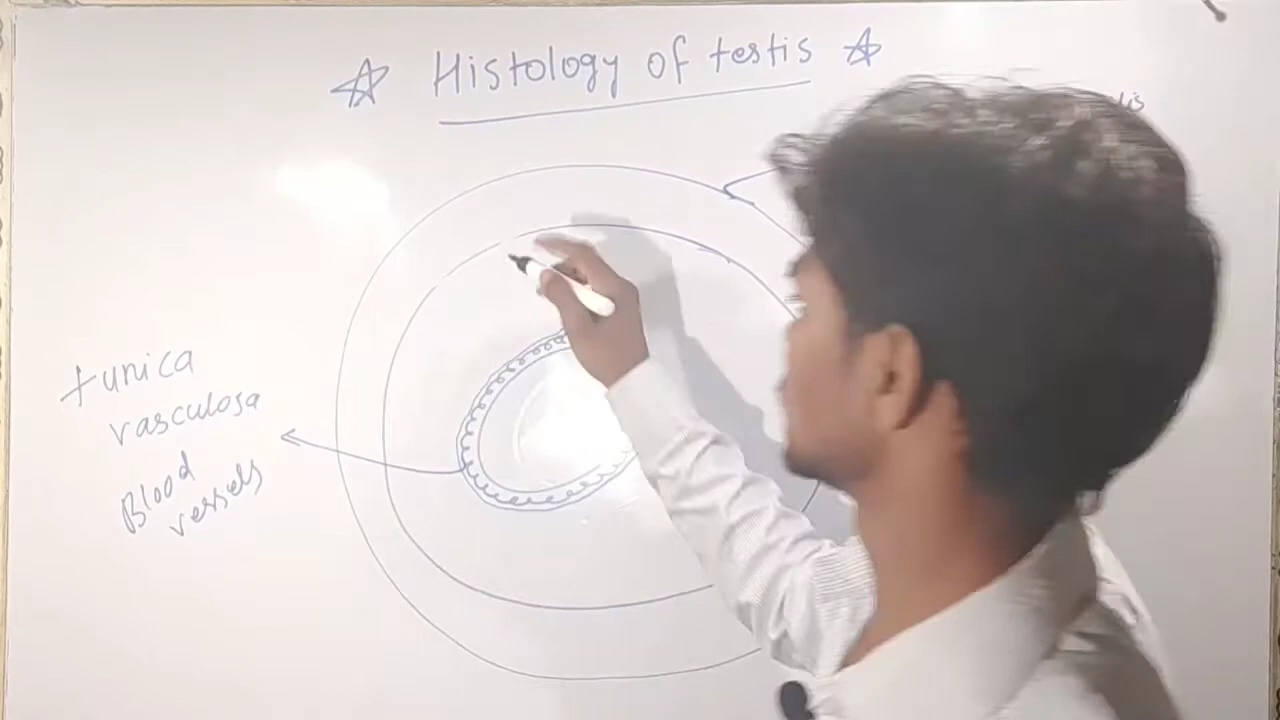 ☆ Histology of testis ☆
tunica
vasculosa
Blood
vessels